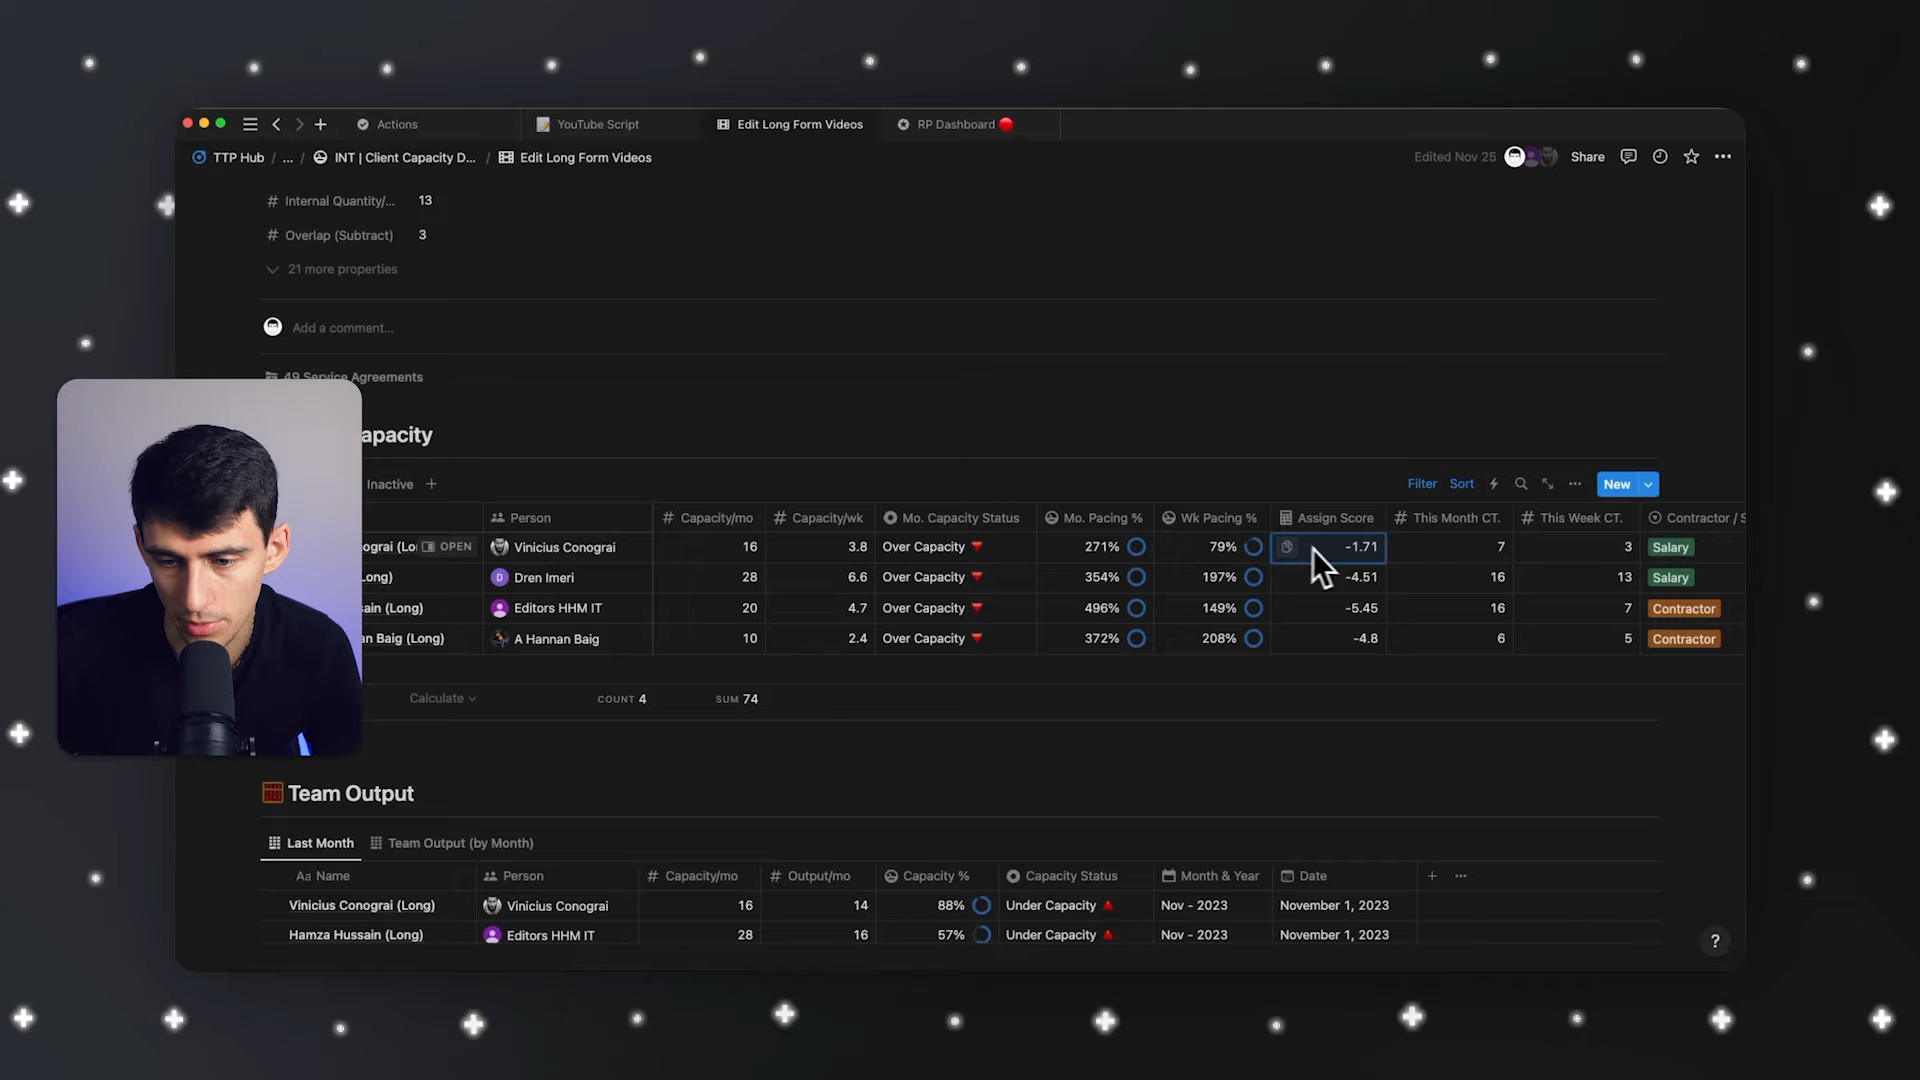 Actions YouTube Script Edit Long Form Videos RP Dashboard
TTP Hub / ... / INT | Client Capacity D... / Edit Long Form Videos Edited Nov 25 Share
# Internal Quantity/... 13
# Overlap (Subtract) 3
21 more properties
Add a comment...
49 Service Agreements
apacity
Inactive Filter Sort New
Person # Capacity/mo # Capacity/wk Mo. Capacity Status Mo. Pacing % Wk Pacing % Assign Score # This Month CT. # This Week CT. Contractor / S
ograi (Lo OPEN Vinicius Conograi 16 3.8 Over Capacity 271% 79% -1.71 7 3 Salary
Long) D Dren Imeri 28 6.6 Over Capacity 354% 197% -4.51 16 13 Salary
sain (Long) Editors HHM IT 20 4.7 Over Capacity 496% 149% -5.45 16 7 Contractor
an Baig (Long) A Hannan Baig 10 2.4 Over Capacity 372% 208% -4.8 6 5 Contractor
Calculate COUNT 4 SUM 74
Team Output
Last Month Team Output (by Month)
Aa Name Person # Capacity/mo # Output/mo Capacity % Capacity Status Month & Year Date
Vinicius Conograi (Long) Vinicius Conograi 16 14 88% Under Capacity Nov - 2023 November 1, 2023
Hamza Hussain (Long) Editors HHM IT 28 16 57% Under Capacity Nov - 2023 November 1, 2023
?